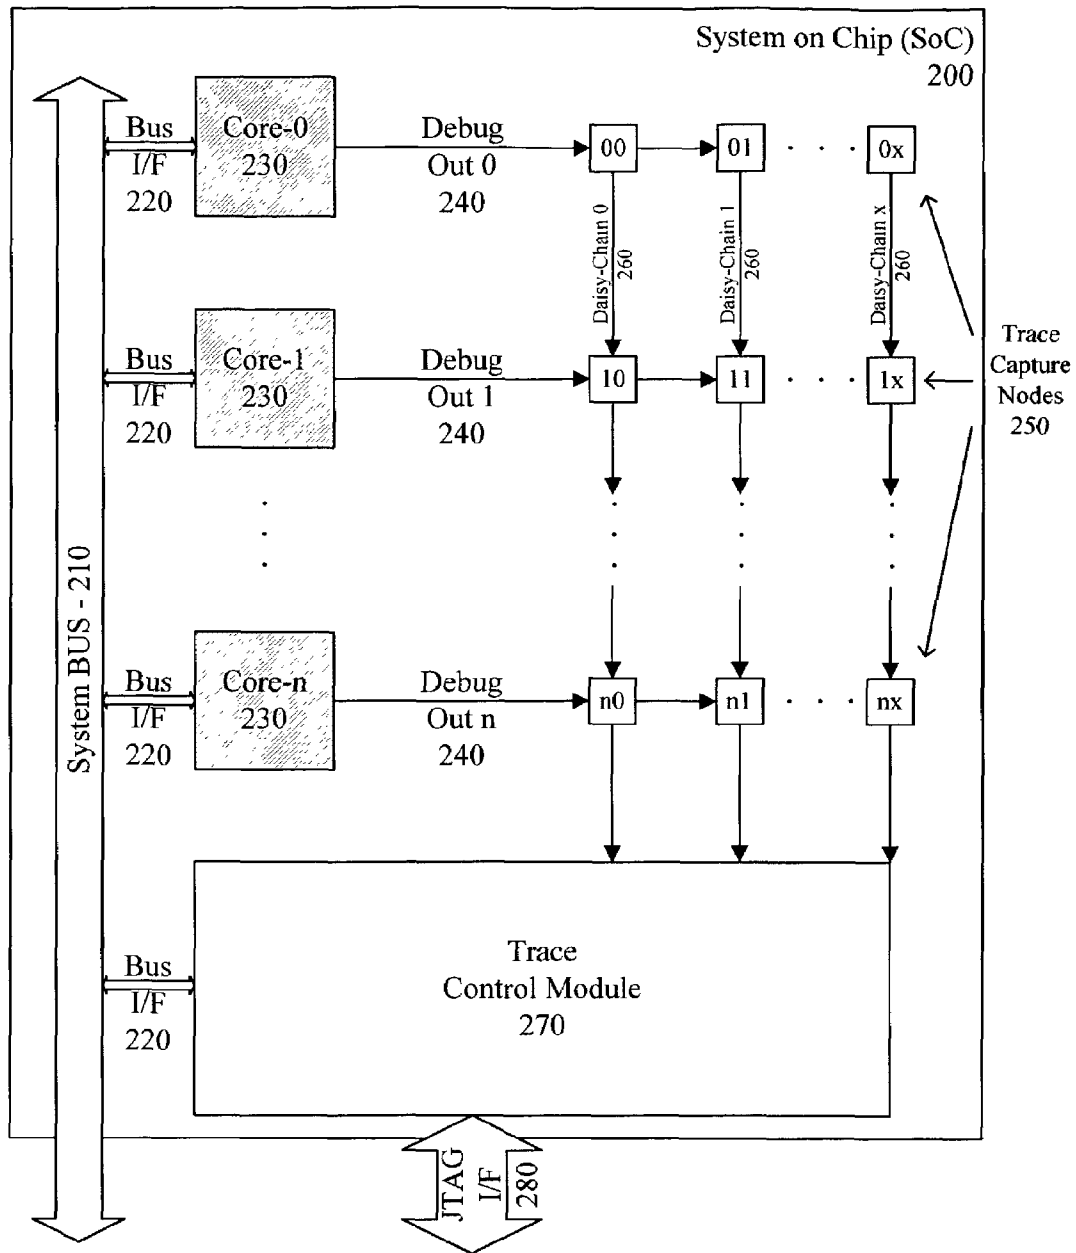 System on Chip (SoC)
200
Bus
I/F
220
Core-0
230
Debug
Out 0
240
00
01
0x
Daisy-Chain 0
260
Daisy-Chain 1
260
Daisy-Chain x
260
Bus
I/F
220
Core-1
230
Debug
Out 1
240
10
11
1x
Trace
Capture
Nodes
250
System BUS - 210
Bus
I/F
220
Core-n
230
Debug
Out n
240
n0
n1
nx
Bus
I/F
220
Trace
Control Module
270
JTAG
I/F
280